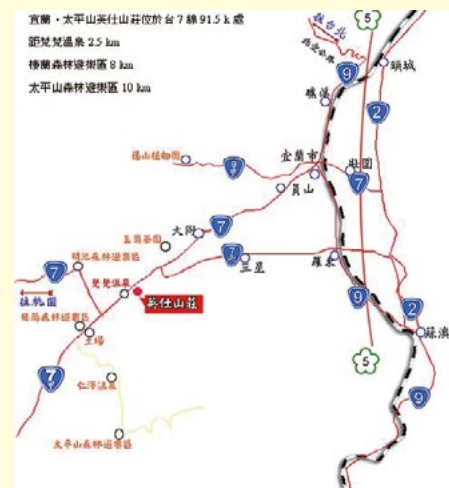 宜蘭‧太平山英仕山莊位於台7線91.5 k 處
距梵梵溫泉 2.5 km
棲蘭森林遊樂區 8 km
太平山森林遊樂區 10 km
往台北
5
9
頭城
礁溪
2
福山植物園
宜蘭市
壯圍
7
員山
7
玉蘭茶園
大同
7
明池森林遊樂區
7
三星
羅東
梵梵溫泉
英仕山莊
往桃園
9
2
棲蘭森林遊樂區
蘇澳
7
5
仁澤溫泉
9
太平山森林遊樂區